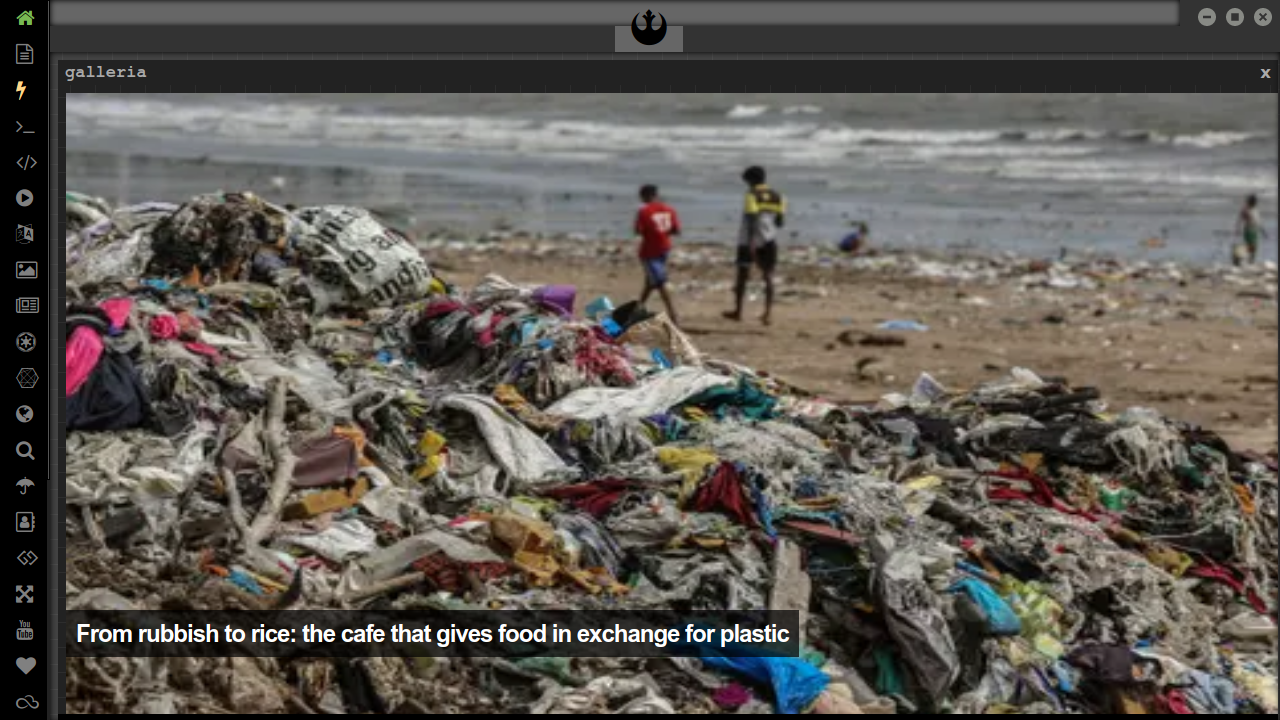 galleria
x
From rubbish to rice: the cafe that gives food in exchange for plastic
You
Tube